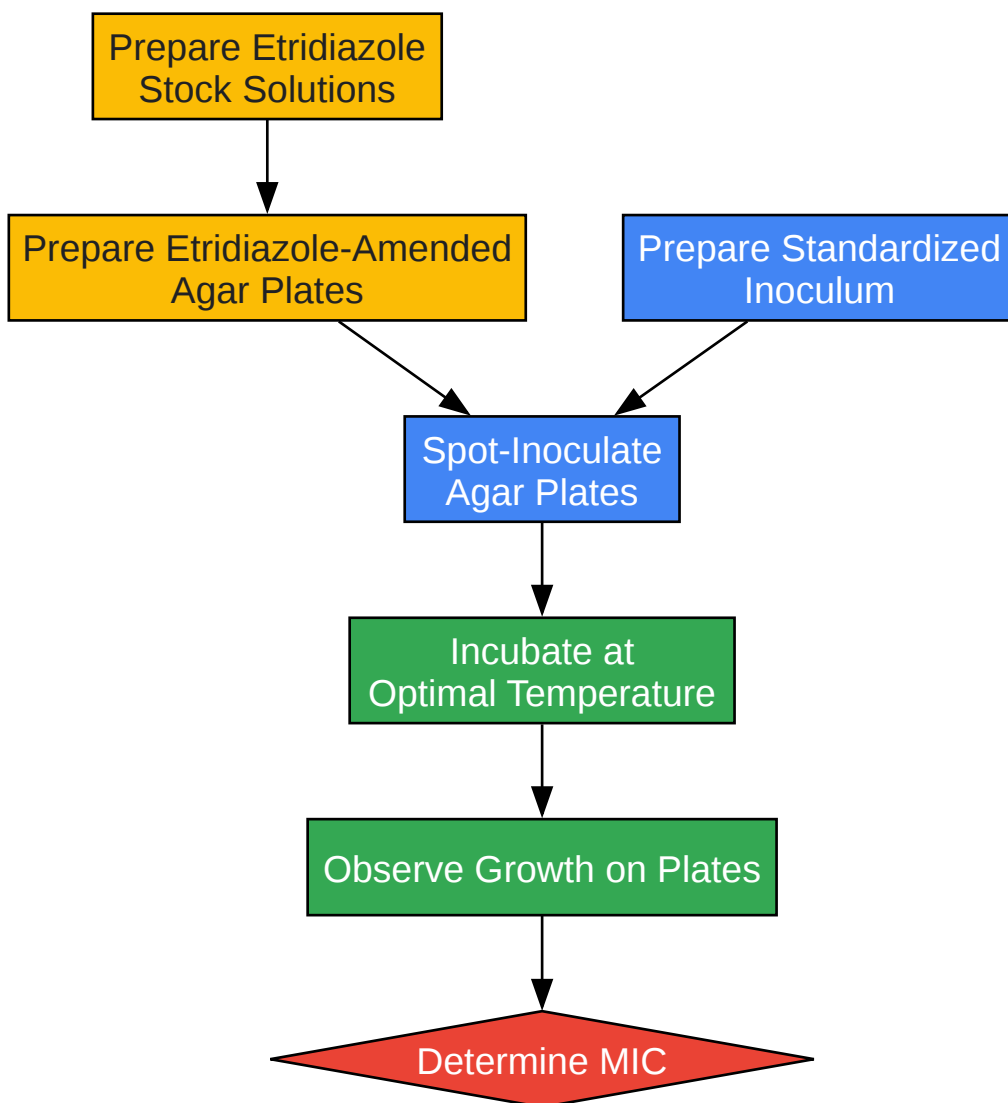 Prepare Etridiazole
Stock Solutions
Prepare Etridiazole-Amended
Agar Plates
Prepare Standardized
Inoculum
Spot-Inoculate
Agar Plates
Incubate at
Optimal Temperature
Observe Growth on Plates
Determine MIC